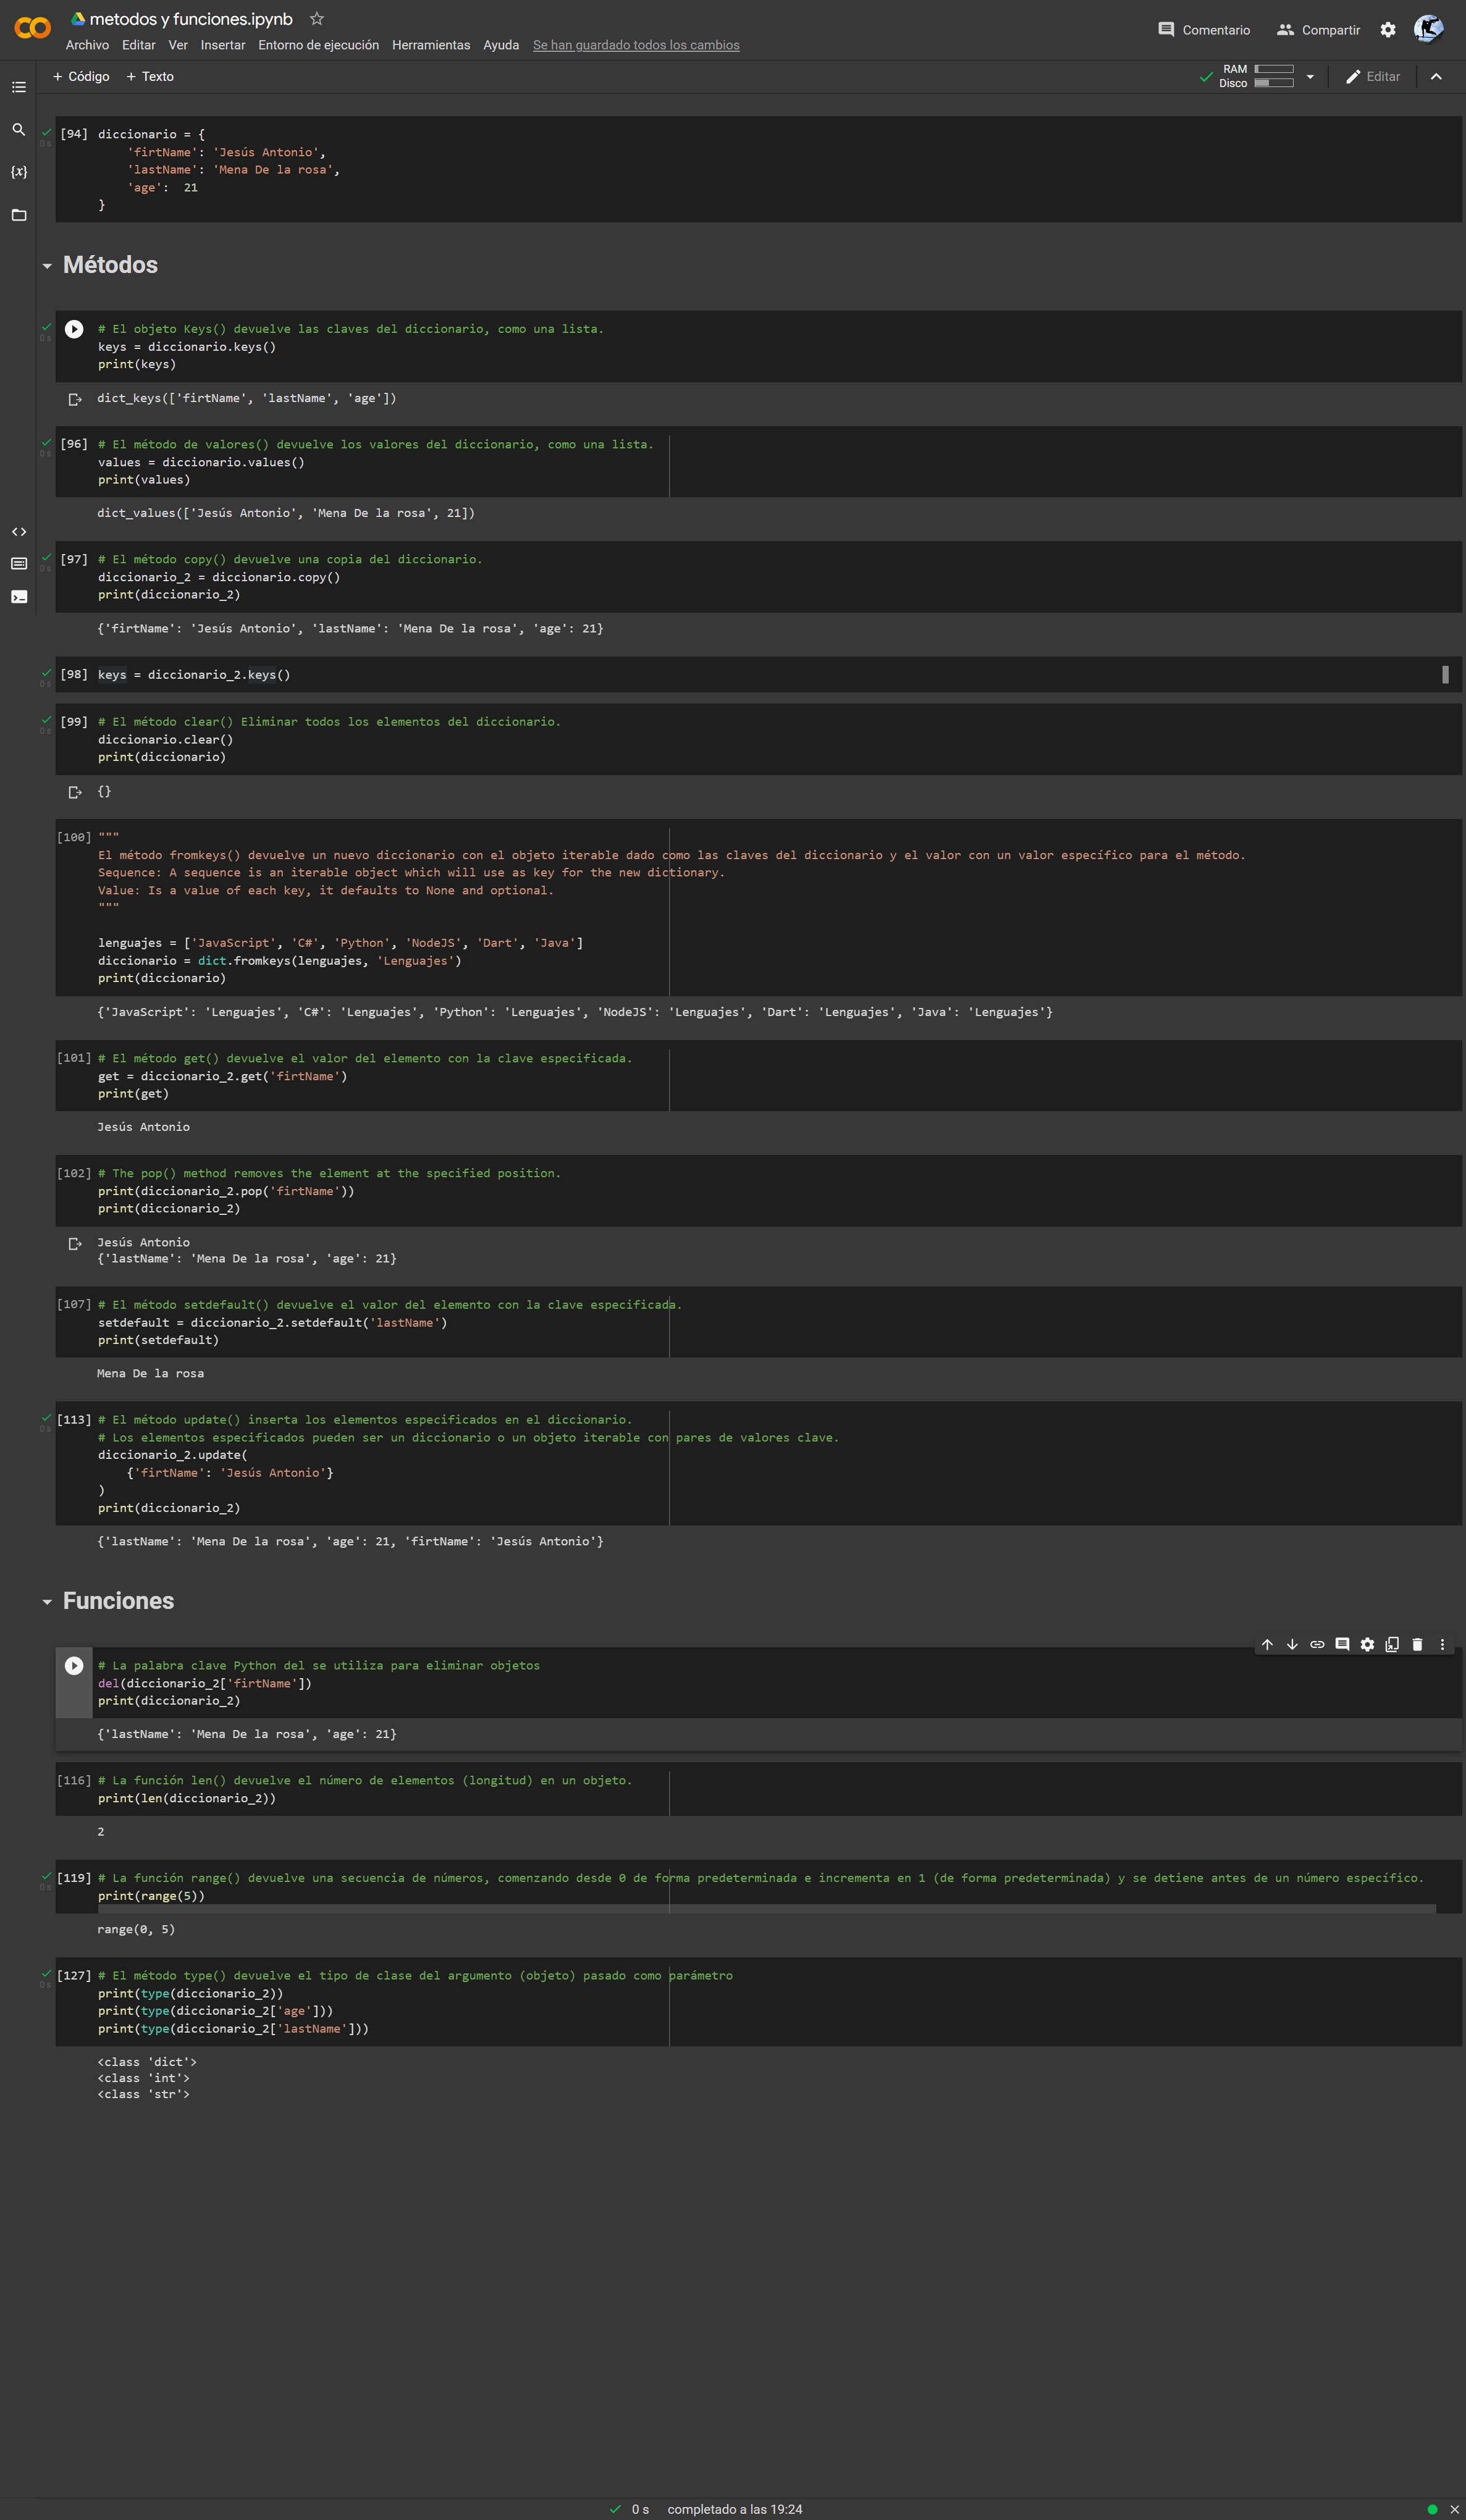 metodos y funciones.ipynb
Archivo Editar Ver Insertar Entorno de ejecución Herramientas Ayuda Se han guardado todos los cambios
Comentario Compartir
+ Código + Texto
RAM
Disco
Editar
[94] diccionario = {
    'firtName': 'Jesús Antonio',
    'lastName': 'Mena De la rosa',
    'age':  21
}
0 s
Métodos
# El objeto Keys() devuelve las claves del diccionario, como una lista.
0 s
keys = diccionario.keys()
print(keys)
dict_keys(['firtName', 'lastName', 'age'])
[96] # El método de valores() devuelve los valores del diccionario, como una lista.
0 s
values = diccionario.values()
print(values)
dict_values(['Jesús Antonio', 'Mena De la rosa', 21])
[97] # El método copy() devuelve una copia del diccionario.
0 s
diccionario_2 = diccionario.copy()
print(diccionario_2)
{'firtName': 'Jesús Antonio', 'lastName': 'Mena De la rosa', 'age': 21}
[98] keys = diccionario_2.keys()
0 s
[99] # El método clear() Eliminar todos los elementos del diccionario.
0 s
diccionario.clear()
print(diccionario)
{}
[100] """
El método fromkeys() devuelve un nuevo diccionario con el objeto iterable dado como las claves del diccionario y el valor con un valor específico para el método.
Sequence: A sequence is an iterable object which will use as key for the new dictionary.
Value: Is a value of each key, it defaults to None and optional.
"""
lenguajes = ['JavaScript', 'C#', 'Python', 'NodeJS', 'Dart', 'Java']
diccionario = dict.fromkeys(lenguajes, 'Lenguajes')
print(diccionario)
{'JavaScript': 'Lenguajes', 'C#': 'Lenguajes', 'Python': 'Lenguajes', 'NodeJS': 'Lenguajes', 'Dart': 'Lenguajes', 'Java': 'Lenguajes'}
[101] # El método get() devuelve el valor del elemento con la clave especificada.
get = diccionario_2.get('firtName')
print(get)
Jesús Antonio
[102] # The pop() method removes the element at the specified position.
print(diccionario_2.pop('firtName'))
print(diccionario_2)
Jesús Antonio
{'lastName': 'Mena De la rosa', 'age': 21}
[107] # El método setdefault() devuelve el valor del elemento con la clave especificada.
setdefault = diccionario_2.setdefault('lastName')
print(setdefault)
Mena De la rosa
[113] # El método update() inserta los elementos especificados en el diccionario.
0 s
# Los elementos especificados pueden ser un diccionario o un objeto iterable con pares de valores clave.
diccionario_2.update(
    {'firtName': 'Jesús Antonio'}
)
print(diccionario_2)
{'lastName': 'Mena De la rosa', 'age': 21, 'firtName': 'Jesús Antonio'}
Funciones
# La palabra clave Python del se utiliza para eliminar objetos
del(diccionario_2['firtName'])
print(diccionario_2)
{'lastName': 'Mena De la rosa', 'age': 21}
[116] # La función len() devuelve el número de elementos (longitud) en un objeto.
print(len(diccionario_2))
2
[119] # La función range() devuelve una secuencia de números, comenzando desde 0 de forma predeterminada e incrementa en 1 (de forma predeterminada) y se detiene antes de un número específico.
0 s
print(range(5))
range(0, 5)
[127] # El método type() devuelve el tipo de clase del argumento (objeto) pasado como parámetro
0 s
print(type(diccionario_2))
print(type(diccionario_2['age']))
print(type(diccionario_2['lastName']))
<class 'dict'>
<class 'int'>
<class 'str'>
0 s completado a las 19:24